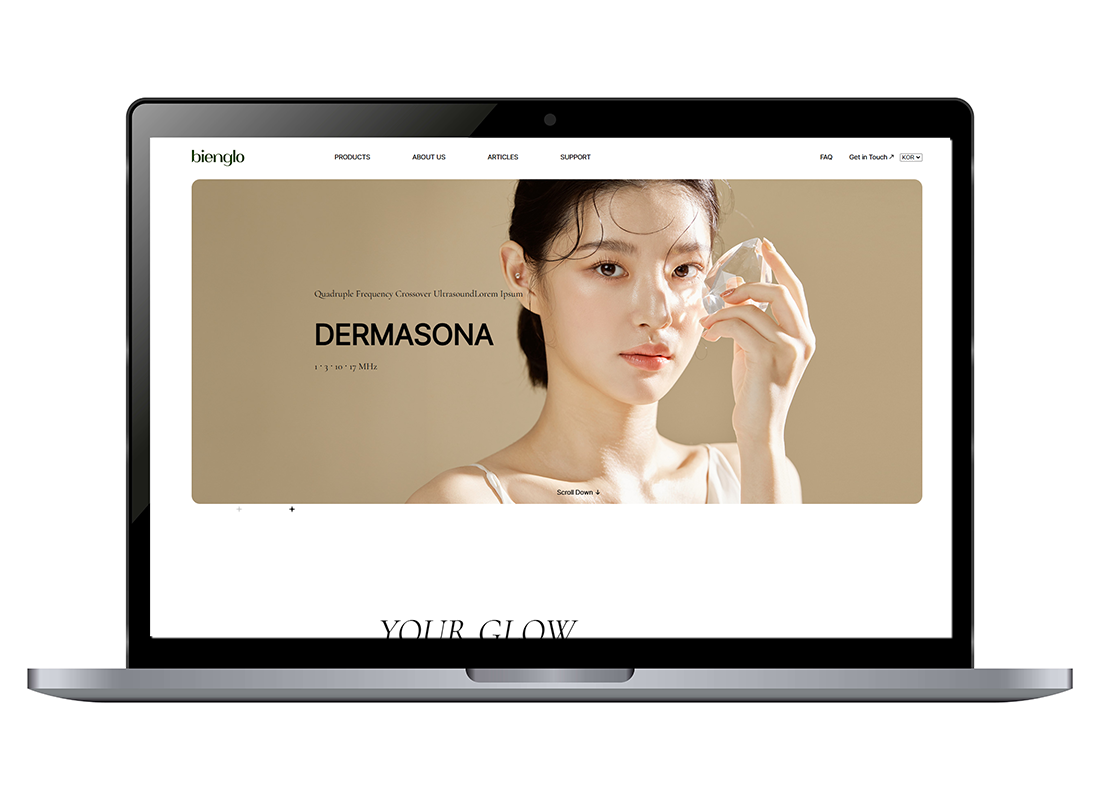 bienglo
PRODUCTS ABOUT US ARTICLES SUPPORT FAQ Get in Touch ↗ KOR
Quadruple Frequency Crossover UltrasoundLorem Ipsum
DERMASONA
1 · 3 · 10 · 17 MHz
Scroll Down ↓
YOUR GLOW